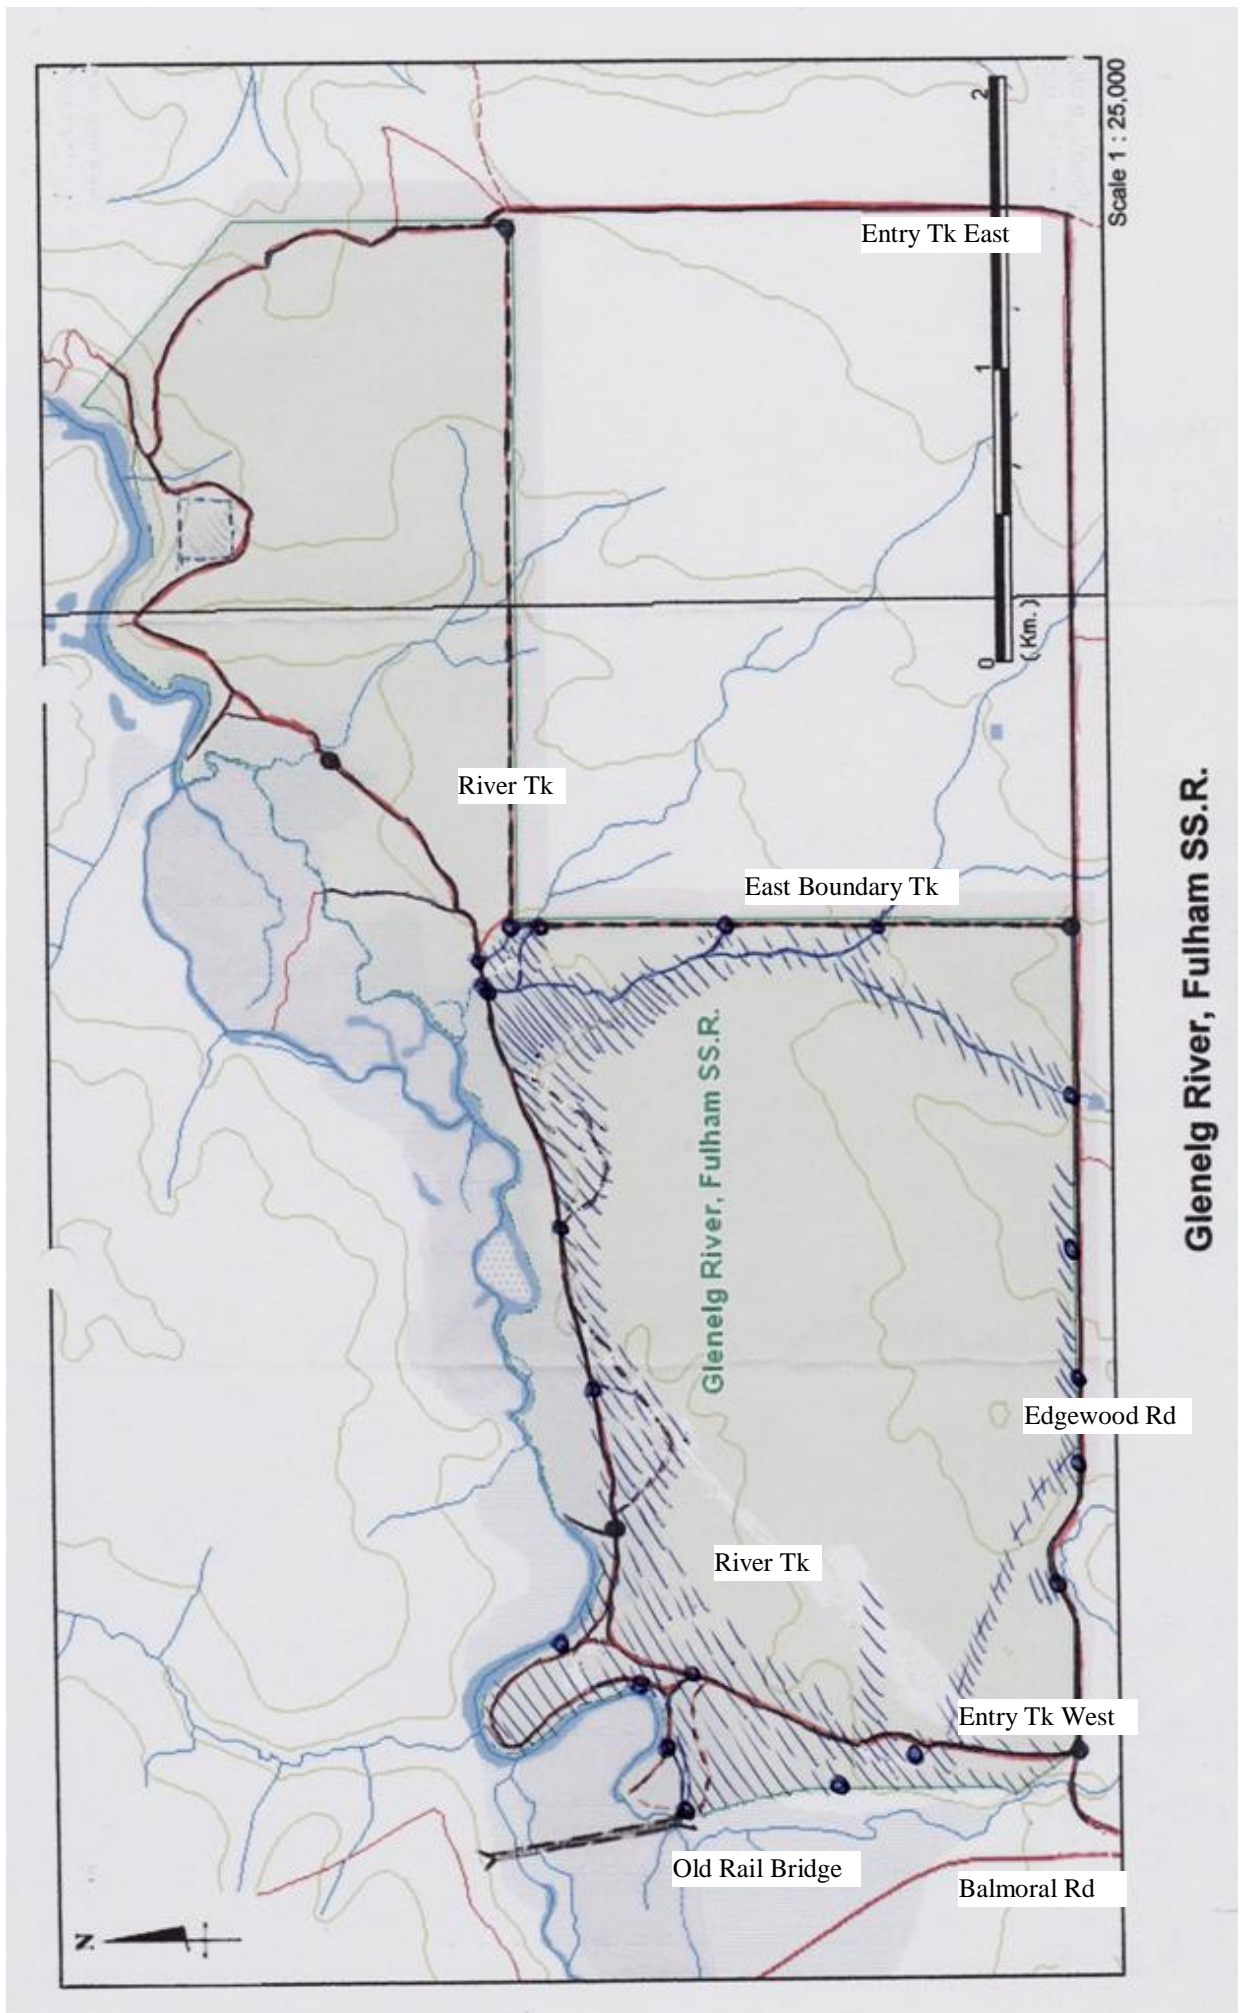 2
Scale 1 : 25,000
Entry Tk East
1
0
(Km.)
River Tk
East Boundary Tk
Glenelg River, Fulham SS.R.
Glenelg River, Fulham SS.R.
Edgewood Rd
River Tk
Entry Tk West
Old Rail Bridge
Balmoral Rd
N